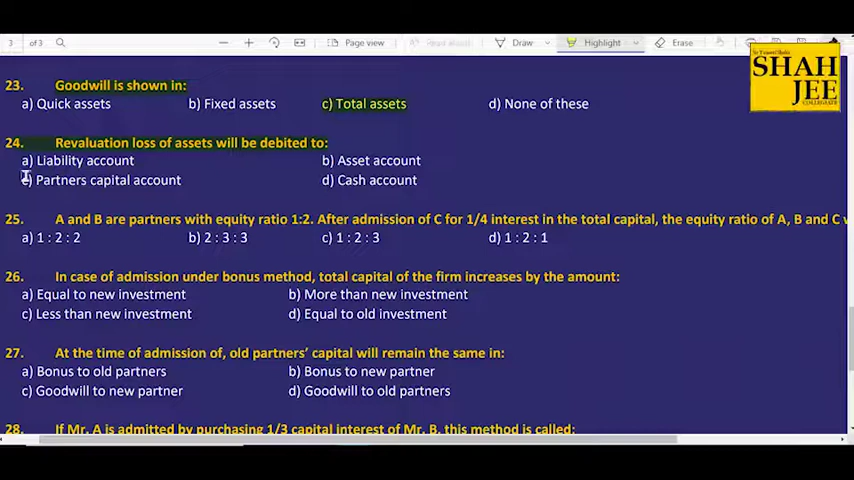 3 of 3 Page view Read aloud Draw Highlight Erase
SHAH
JEE
23. Goodwill is shown in:
a) Quick assets b) Fixed assets c) Total assets d) None of these
24. Revaluation loss of assets will be debited to:
a) Liability account b) Asset account
c) Partners capital account d) Cash account
25. A and B are partners with equity ratio 1:2. After admission of C for 1/4 interest in the total capital, the equity ratio of A, B and C
a) 1 : 2 : 2 b) 2 : 3 : 3 c) 1 : 2 : 3 d) 1 : 2 : 1
26. In case of admission under bonus method, total capital of the firm increases by the amount:
a) Equal to new investment b) More than new investment
c) Less than new investment d) Equal to old investment
27. At the time of admission of, old partners’ capital will remain the same in:
a) Bonus to old partners b) Bonus to new partner
c) Goodwill to new partner d) Goodwill to old partners
28. If Mr. A is admitted by purchasing 1/3 capital interest of Mr. B, this method is called: